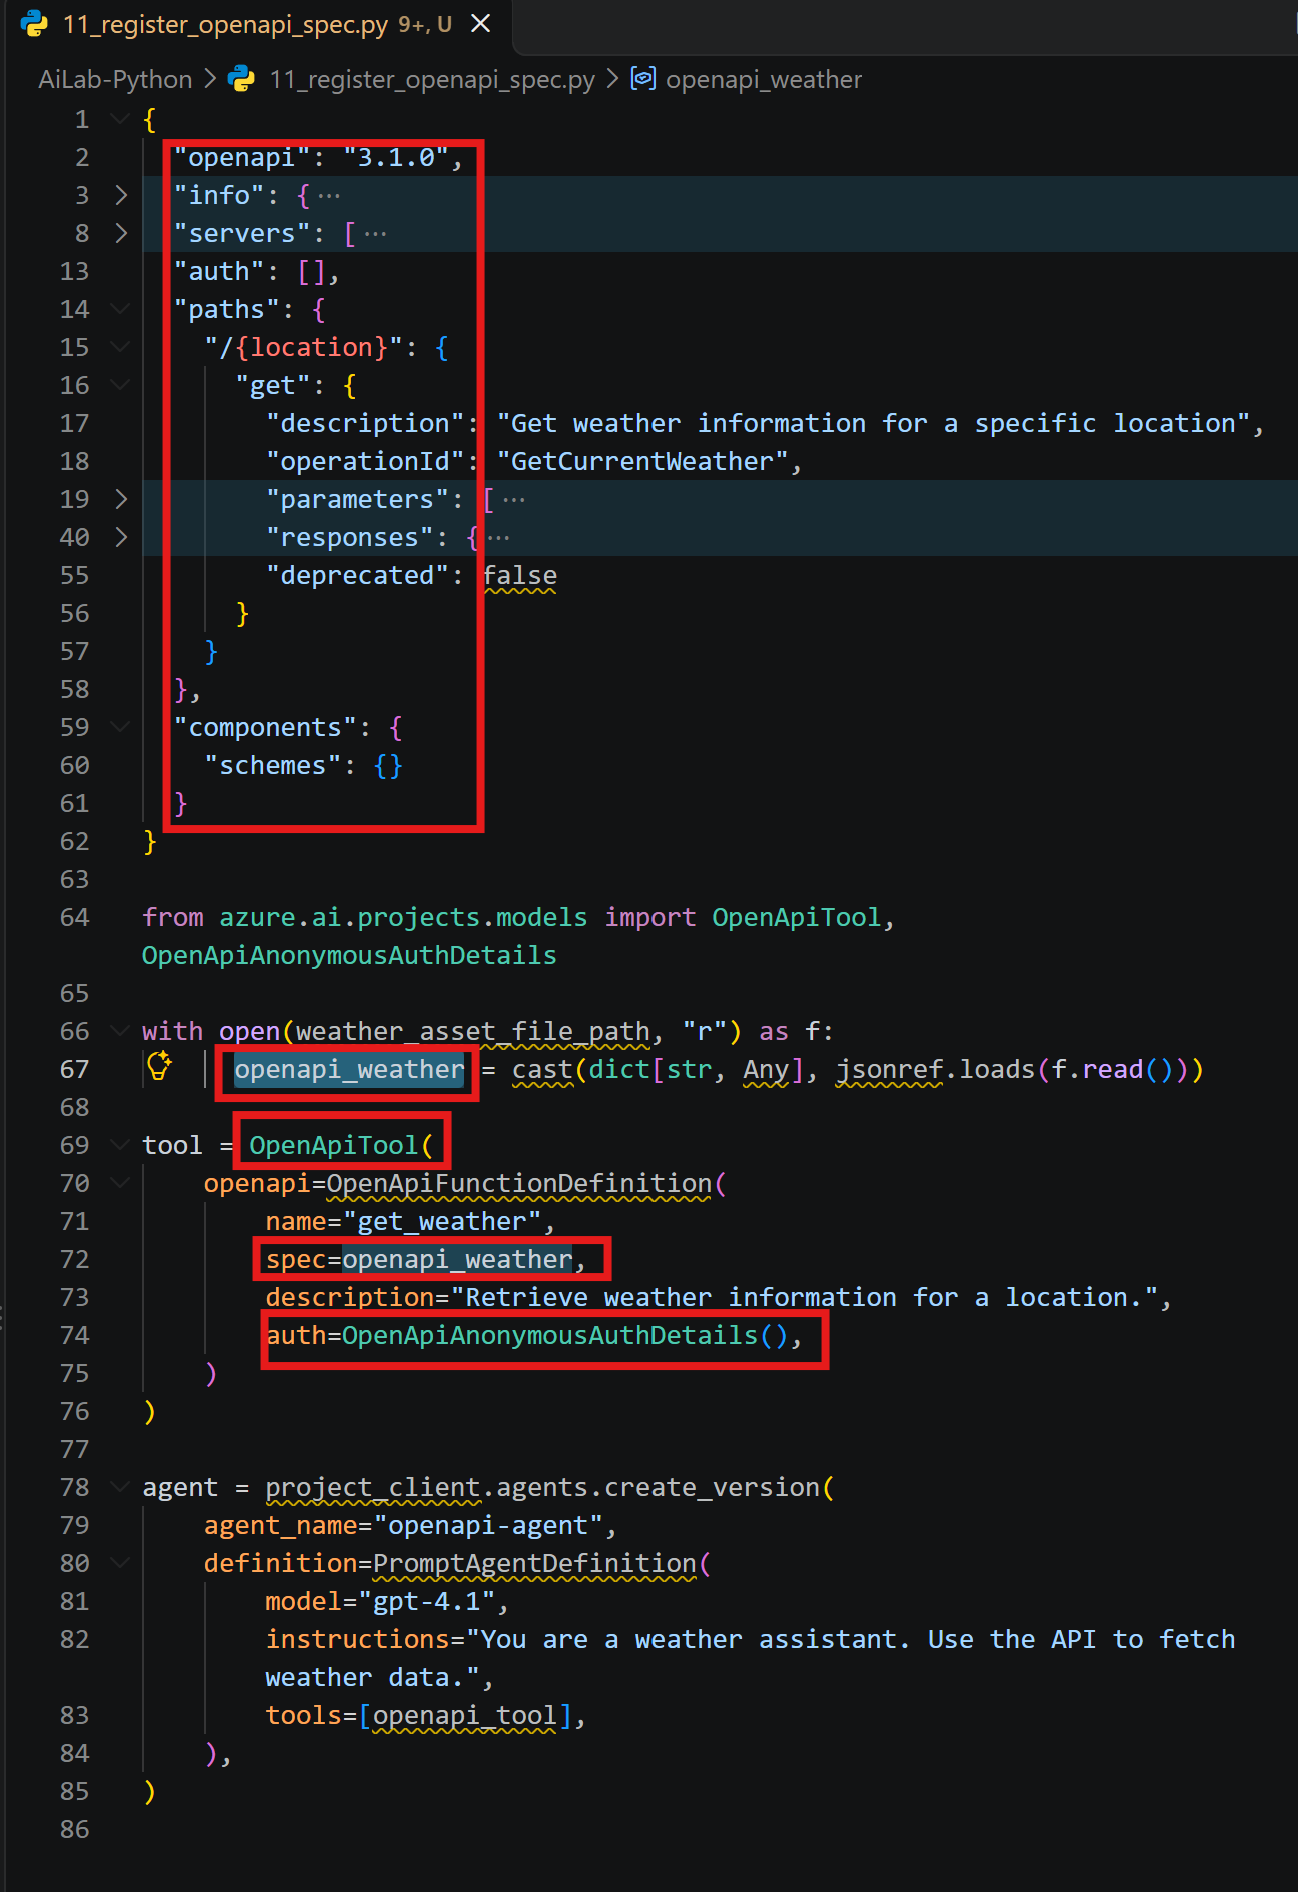 11_register_openapi_spec.py 9+, U
AiLab-Python > 11_register_openapi_spec.py > openapi_weather
1 {
2 "openapi": "3.1.0",
3 "info": { ···
8 "servers": [ ···
13 "auth": [],
14 "paths": {
15 "/{location}": {
16 "get": {
17 "description": "Get weather information for a specific location",
18 "operationId": "GetCurrentWeather",
19 "parameters": [ ···
40 "responses": { ···
55 "deprecated": false
56 }
57 }
58 },
59 "components": {
60 "schemes": {}
61 }
62 }
63
64 from azure.ai.projects.models import OpenApiTool,
OpenApiAnonymousAuthDetails
65
66 with open(weather_asset_file_path, "r") as f:
67 openapi_weather = cast(dict[str, Any], jsonref.loads(f.read()))
68
69 tool = OpenApiTool(
70 openapi=OpenApiFunctionDefinition(
71 name="get_weather",
72 spec=openapi_weather,
73 description="Retrieve weather information for a location.",
74 auth=OpenApiAnonymousAuthDetails(),
75 )
76 )
77
78 agent = project_client.agents.create_version(
79 agent_name="openapi-agent",
80 definition=PromptAgentDefinition(
81 model="gpt-4.1",
82 instructions="You are a weather assistant. Use the API to fetch
weather data.",
83 tools=[openapi_tool],
84 ),
85 )
86